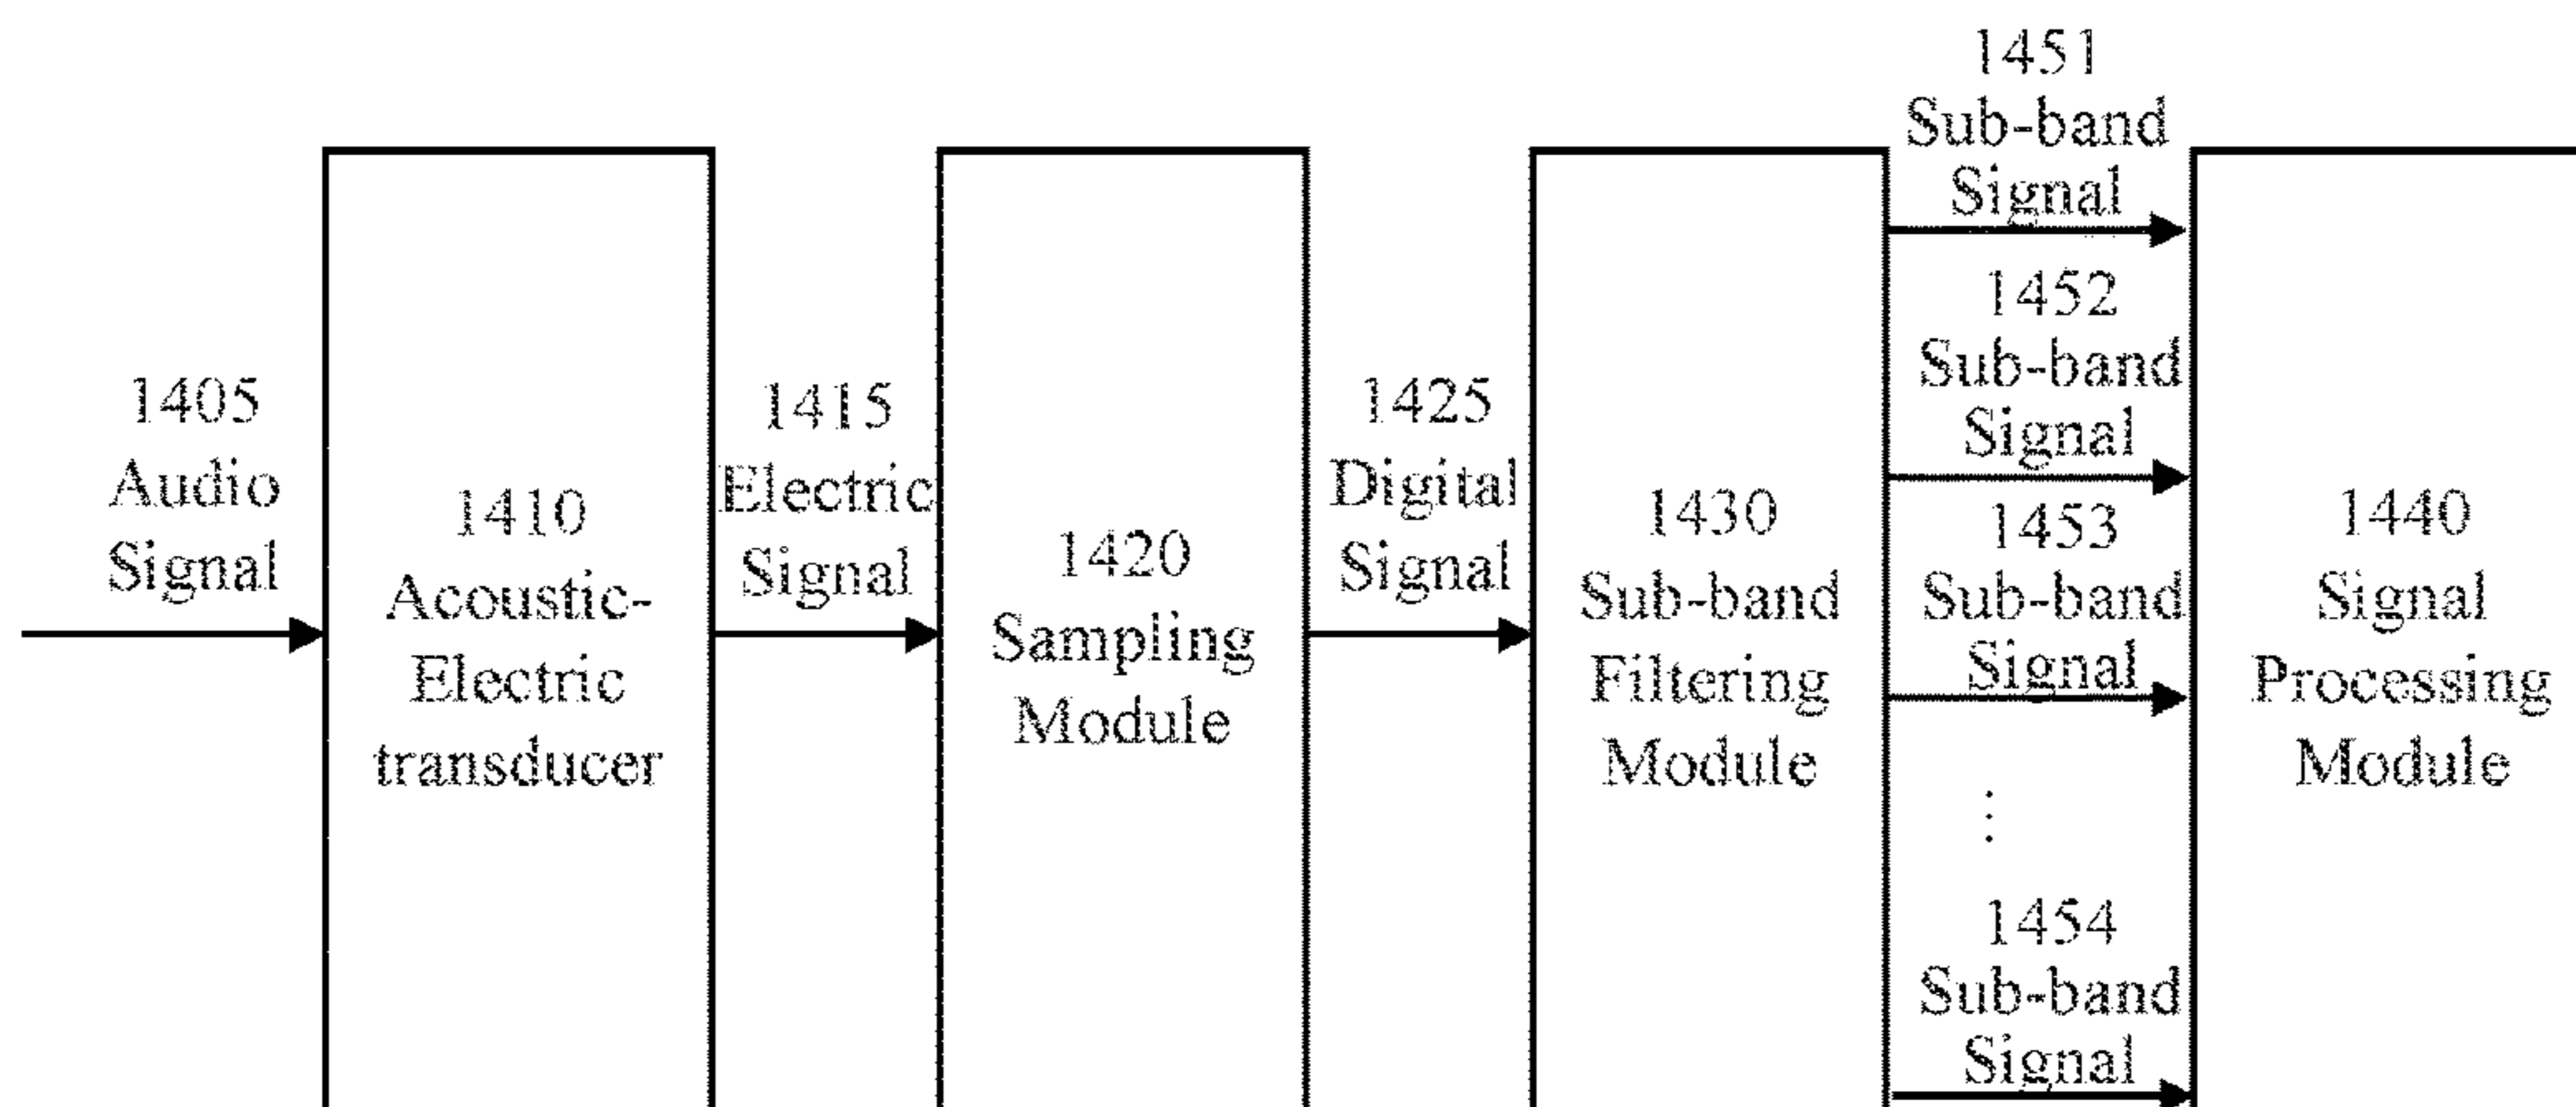 1405
Audio
Signal
1410
Acoustic-
Electric
transducer
1415
Electric
Signal
1420
Sampling
Module
1425
Digital
Signal
1430
Sub-band
Filtering
Module
1451
Sub-band
Signal
1452
Sub-band
Signal
1453
Sub-band
Signal
⋮
1454
Sub-band
Signal
1440
Signal
Processing
Module